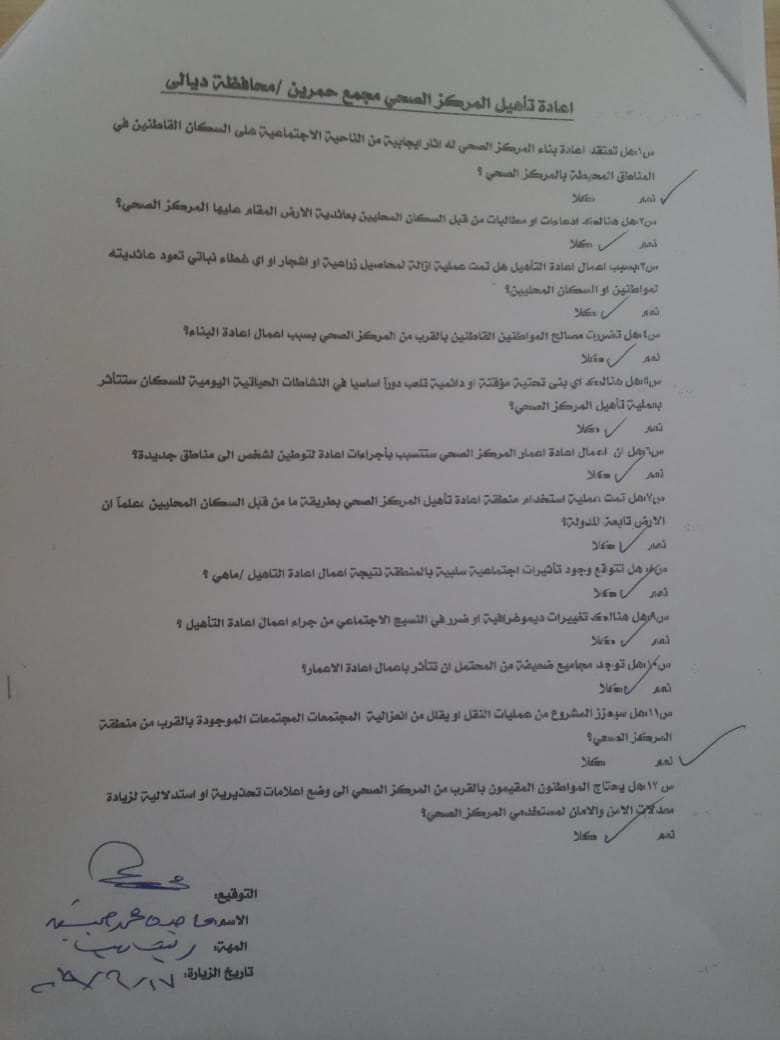 اعادة تأهيل المركز الصحي مجمع حمرين /محافظة ديالى
س١:هل تعتقد اعادة بناء المركز الصحي له اثار ايجابية من الناحية الاجتماعية على السكان القاطنين في
المناطق المحيطة بالمركز الصحي ؟
نعم كلا
س٢:هل هنالك ادعاءات او مطالبات من قبل السكان المحليين بعائدية الارض المقام عليها المركز الصحي؟
نعم كلا
س٣:بسبب اعمال اعادة التأهيل هل تمت عملية ازالة لمحاصيل زراعية او اشجار او اي غطاء نباتي تعود عائديته
لمواطنين او السكان المحليين؟
نعم كلا
س٤:هل تضررت مصالح المواطنين القاطنين بالقرب من المركز الصحي بسبب اعمال اعادة البناء؟
نعم كلا
س٥:هل هنالك اي بنى تحتية مؤقتة او دائمية تلعب دوراً اساسيا في النشاطات الحياتية اليومية للسكان ستتأثر
بعملية تأهيل المركز الصحي؟
نعم كلا
س٦:هل ان اعمال اعادة اعمار المركز الصحي ستتسبب بأجراءات اعادة لتوطين لشخص الى مناطق جديدة؟
نعم كلا
س٧:هل تمت عملية استخدام منطقة اعادة تأهيل المركز الصحي بطريقة ما من قبل السكان المحليين ،علماً ان
الارض تابعة للدولة؟
نعم كلا
س٨:هل تتوقع وجود تأثيرات اجتماعية سلبية بالمنطقة نتيجة اعمال اعادة التاهيل /ماهي ؟
نعم كلا
س٩:هل هنالك تغييرات ديموغرافية او ضرر في النسيج الاجتماعي من جراء اعمال اعادة التأهيل ؟
نعم كلا
س١٠:هل توجد مجاميع ضعيفة من المحتمل ان تتأثر باعمال اعادة الاعمار؟
نعم كلا
س١١:هل سيعزز المشروع من عمليات النقل او يقلل من انعزالية المجتمعات المجتمعات الموجودة بالقرب من منطقة
المركز الصحي؟
نعم كلا
س١٢:هل يحتاج المواطنون المقيمون بالقرب من المركز الصحي الى وضع اعلامات تحذيرية او استدلالية لزيادة
معدلات الامن والامان لمستخدمي المركز الصحي؟
نعم كلا
التوقيع:
الاسم: محمد
المهة:
تاريخ الزيارة: